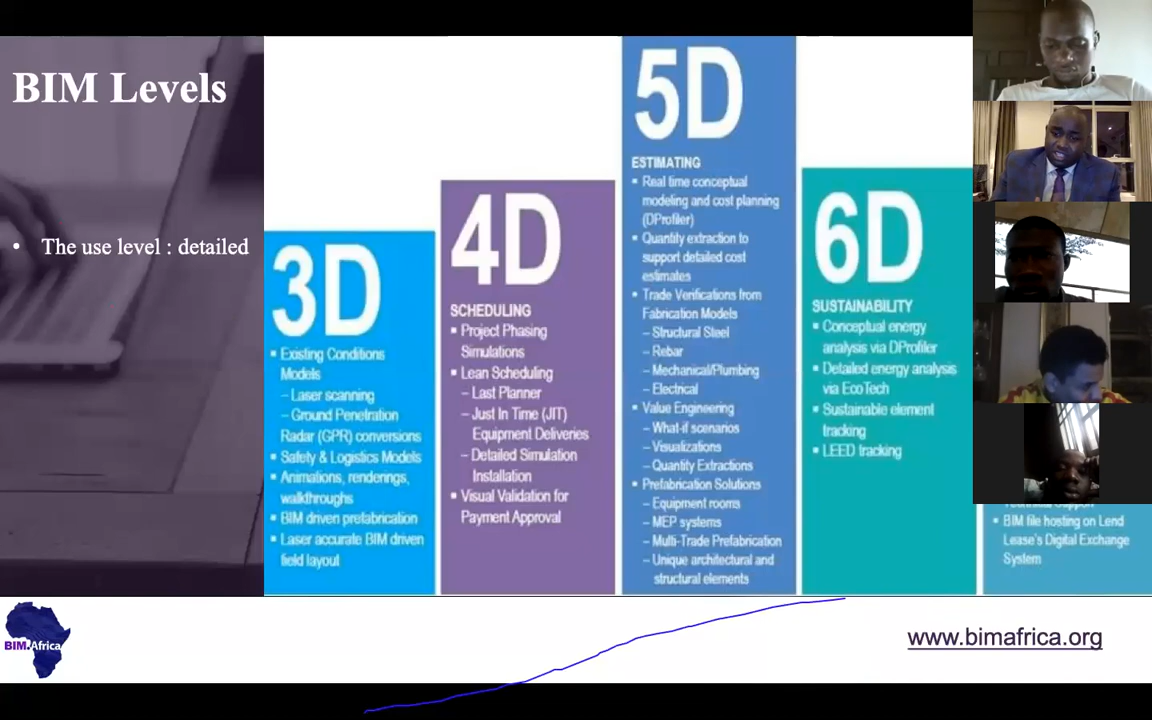 BIM Levels
• The use level : detailed
3D
▪ Existing Conditions
Models
– Laser scanning
– Ground Penetration
Radar (GPR) conversions
▪ Safety & Logistics Models
▪ Animations, renderings,
walkthroughs
▪ BIM driven prefabrication
▪ Laser accurate BIM driven
field layout
4D
SCHEDULING
▪ Project Phasing
Simulations
▪ Lean Scheduling
– Last Planner
– Just In Time (JIT)
Equipment Deliveries
– Detailed Simulation
Installation
▪ Visual Validation for
Payment Approval
5D
ESTIMATING
▪ Real time conceptual
modeling and cost planning
(DProfiler)
▪ Quantity extraction to
support detailed cost
estimates
▪ Trade Verifications from
Fabrication Models
– Structural Steel
– Rebar
– Mechanical/Plumbing
– Electrical
▪ Value Engineering
– What-if scenarios
– Visualizations
– Quantity Extractions
▪ Prefabrication Solutions
– Equipment rooms
– MEP systems
– Multi-Trade Prefabrication
– Unique architectural and
structural elements
6D
SUSTAINABILITY
▪ Conceptual energy
analysis via DProfiler
▪ Detailed energy analysis
via EcoTech
▪ Sustainable element
tracking
▪ LEED tracking
▪ BIM file hosting on Lend
Lease's Digital Exchange
System
BIM Africa
www.bimafrica.org